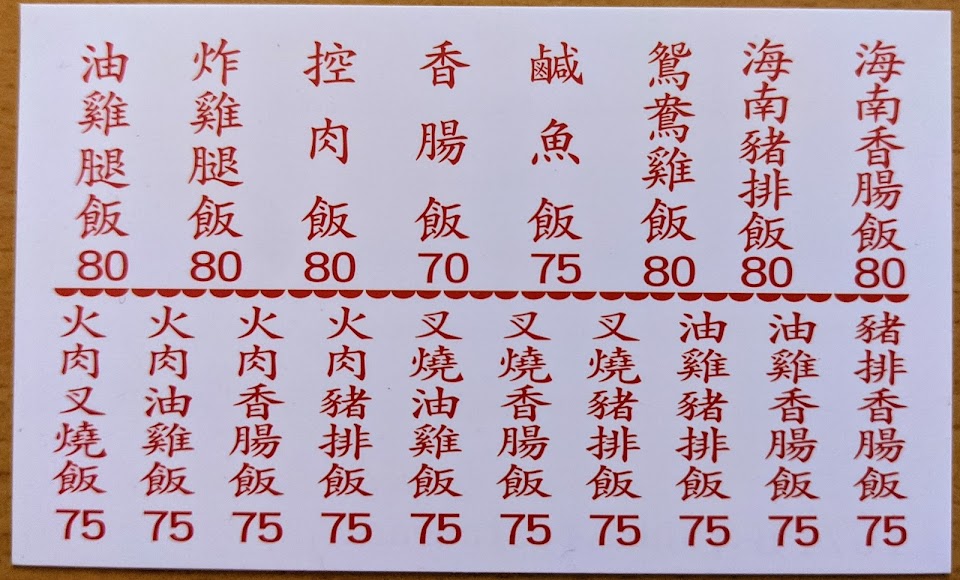 海南香腸飯 80
海南豬排飯 80
鴛鴦雞飯 80
鹹魚飯 75
香腸飯 70
控肉飯 80
炸雞腿飯 80
油雞腿飯 80
豬排香腸飯 75
油雞香腸飯 75
油雞豬排飯 75
叉燒豬排飯 75
叉燒香腸飯 75
叉燒油雞飯 75
火肉豬排飯 75
火肉香腸飯 75
火肉油雞飯 75
火肉叉燒飯 75